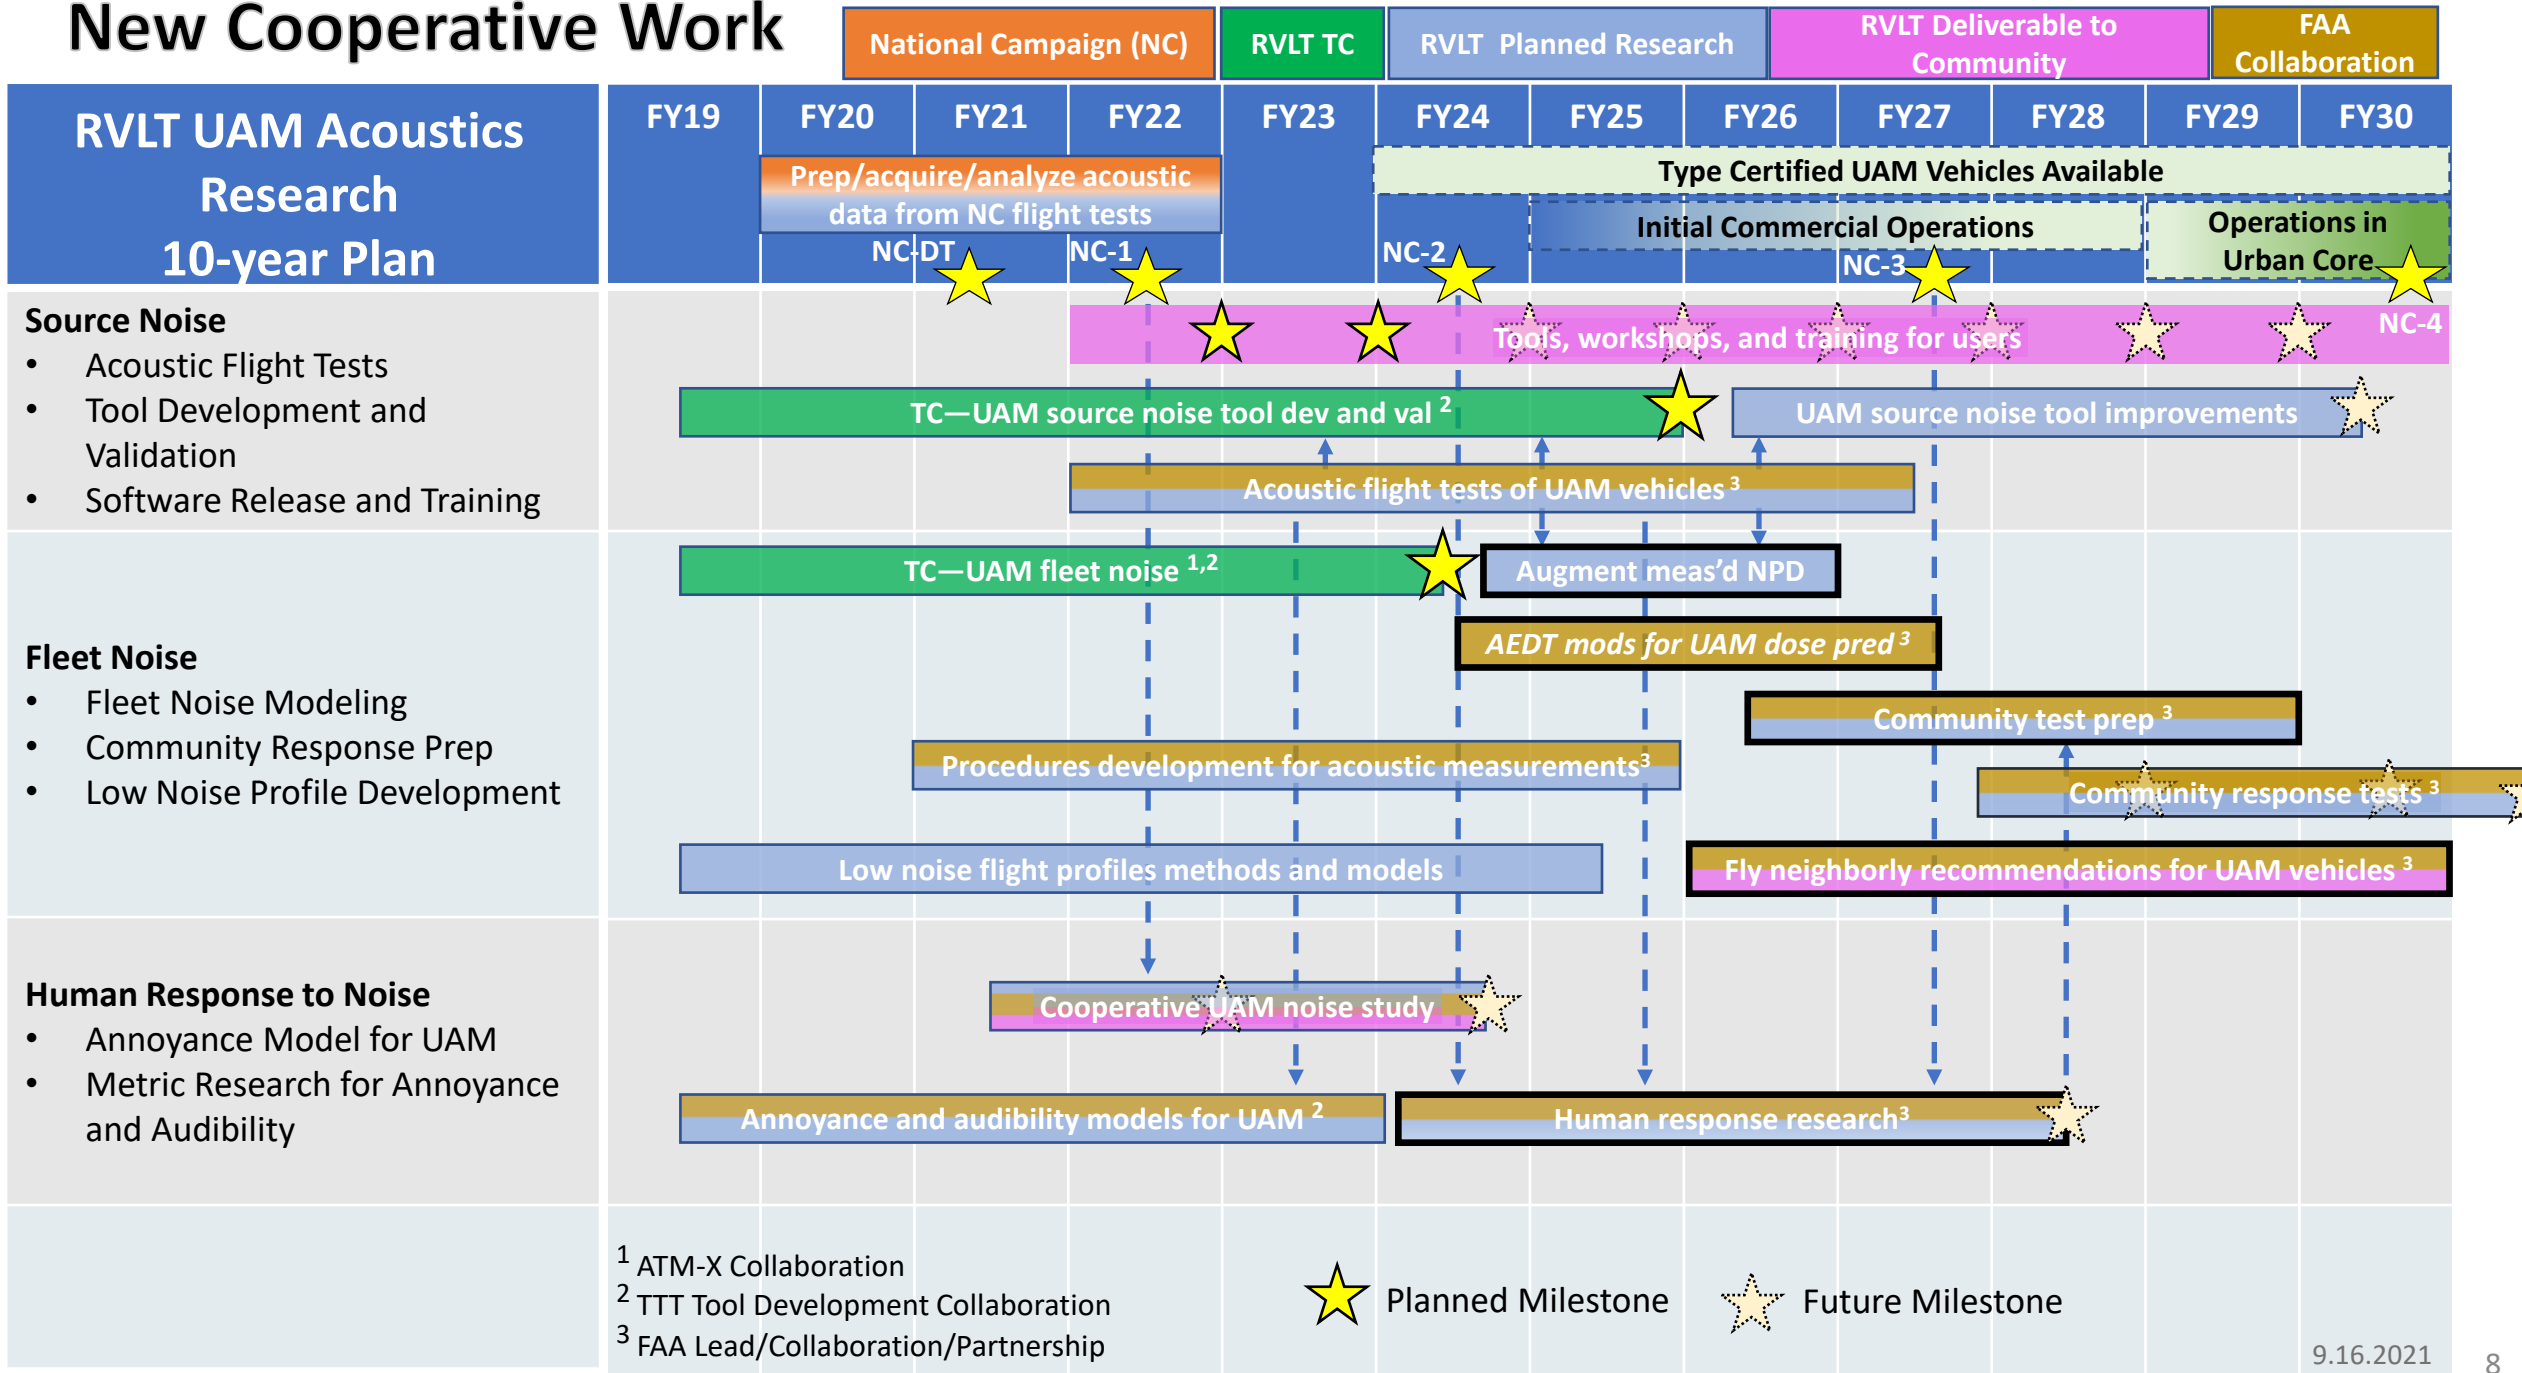 New Cooperative Work
National Campaign (NC)
RVLT TC
RVLT Planned Research
RVLT Deliverable to
Community
FAA
Collaboration
RVLT UAM Acoustics
Research
10-year Plan
FY19
FY20
FY21
FY22
FY23
FY24
FY25
FY26
FY27
FY28
FY29
FY30
Type Certified UAM Vehicles Available
Prep/acquire/analyze acoustic
data from NC flight tests
Initial Commercial Operations
Operations in
Urban Core
NC-DT
NC-1
NC-2
NC-3
Source Noise
• Acoustic Flight Tests
• Tool Development and
Validation
• Software Release and Training
NC-4
Tools, workshops, and training for users
TC—UAM source noise tool dev and val 2
UAM source noise tool improvements
Acoustic flight tests of UAM vehicles 3
Fleet Noise
• Fleet Noise Modeling
• Community Response Prep
• Low Noise Profile Development
TC—UAM fleet noise 1,2
Augment meas'd NPD
AEDT mods for UAM dose pred 3
Community test prep 3
Procedures development for acoustic measurements3
Community response tests 3
Low noise flight profiles methods and models
Fly neighborly recommendations for UAM vehicles 3
Human Response to Noise
• Annoyance Model for UAM
• Metric Research for Annoyance
and Audibility
Cooperative UAM noise study
Annoyance and audibility models for UAM 2
Human response research3
1 ATM-X Collaboration
2 TTT Tool Development Collaboration
3 FAA Lead/Collaboration/Partnership
Planned Milestone
Future Milestone
9.16.2021
8